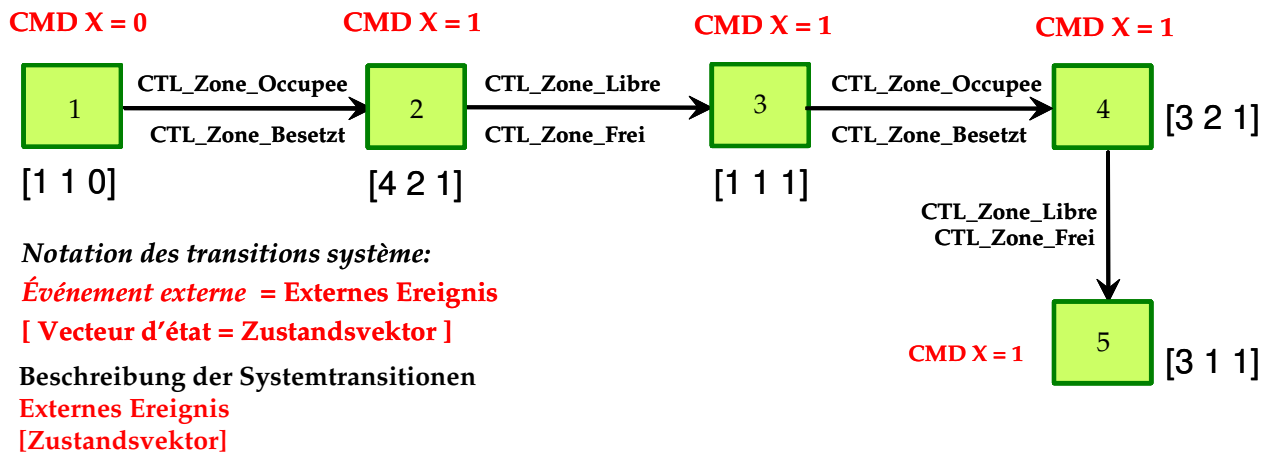 CMD X = 0
CMD X = 1
CMD X = 1
CMD X = 1
1
CTL_Zone_Occupee
CTL_Zone_Besetzt
2
CTL_Zone_Libre
CTL_Zone_Frei
3
CTL_Zone_Occupee
CTL_Zone_Besetzt
4
[3 2 1]
[1 1 0]
[4 2 1]
[1 1 1]
CTL_Zone_Libre
CTL_Zone_Frei
Notation des transitions système:
Événement externe = Externes Ereignis
[ Vecteur d’état = Zustandsvektor ]
CMD X = 1
5
[3 1 1]
Beschreibung der Systemtransitionen
Externes Ereignis
[Zustandsvektor]